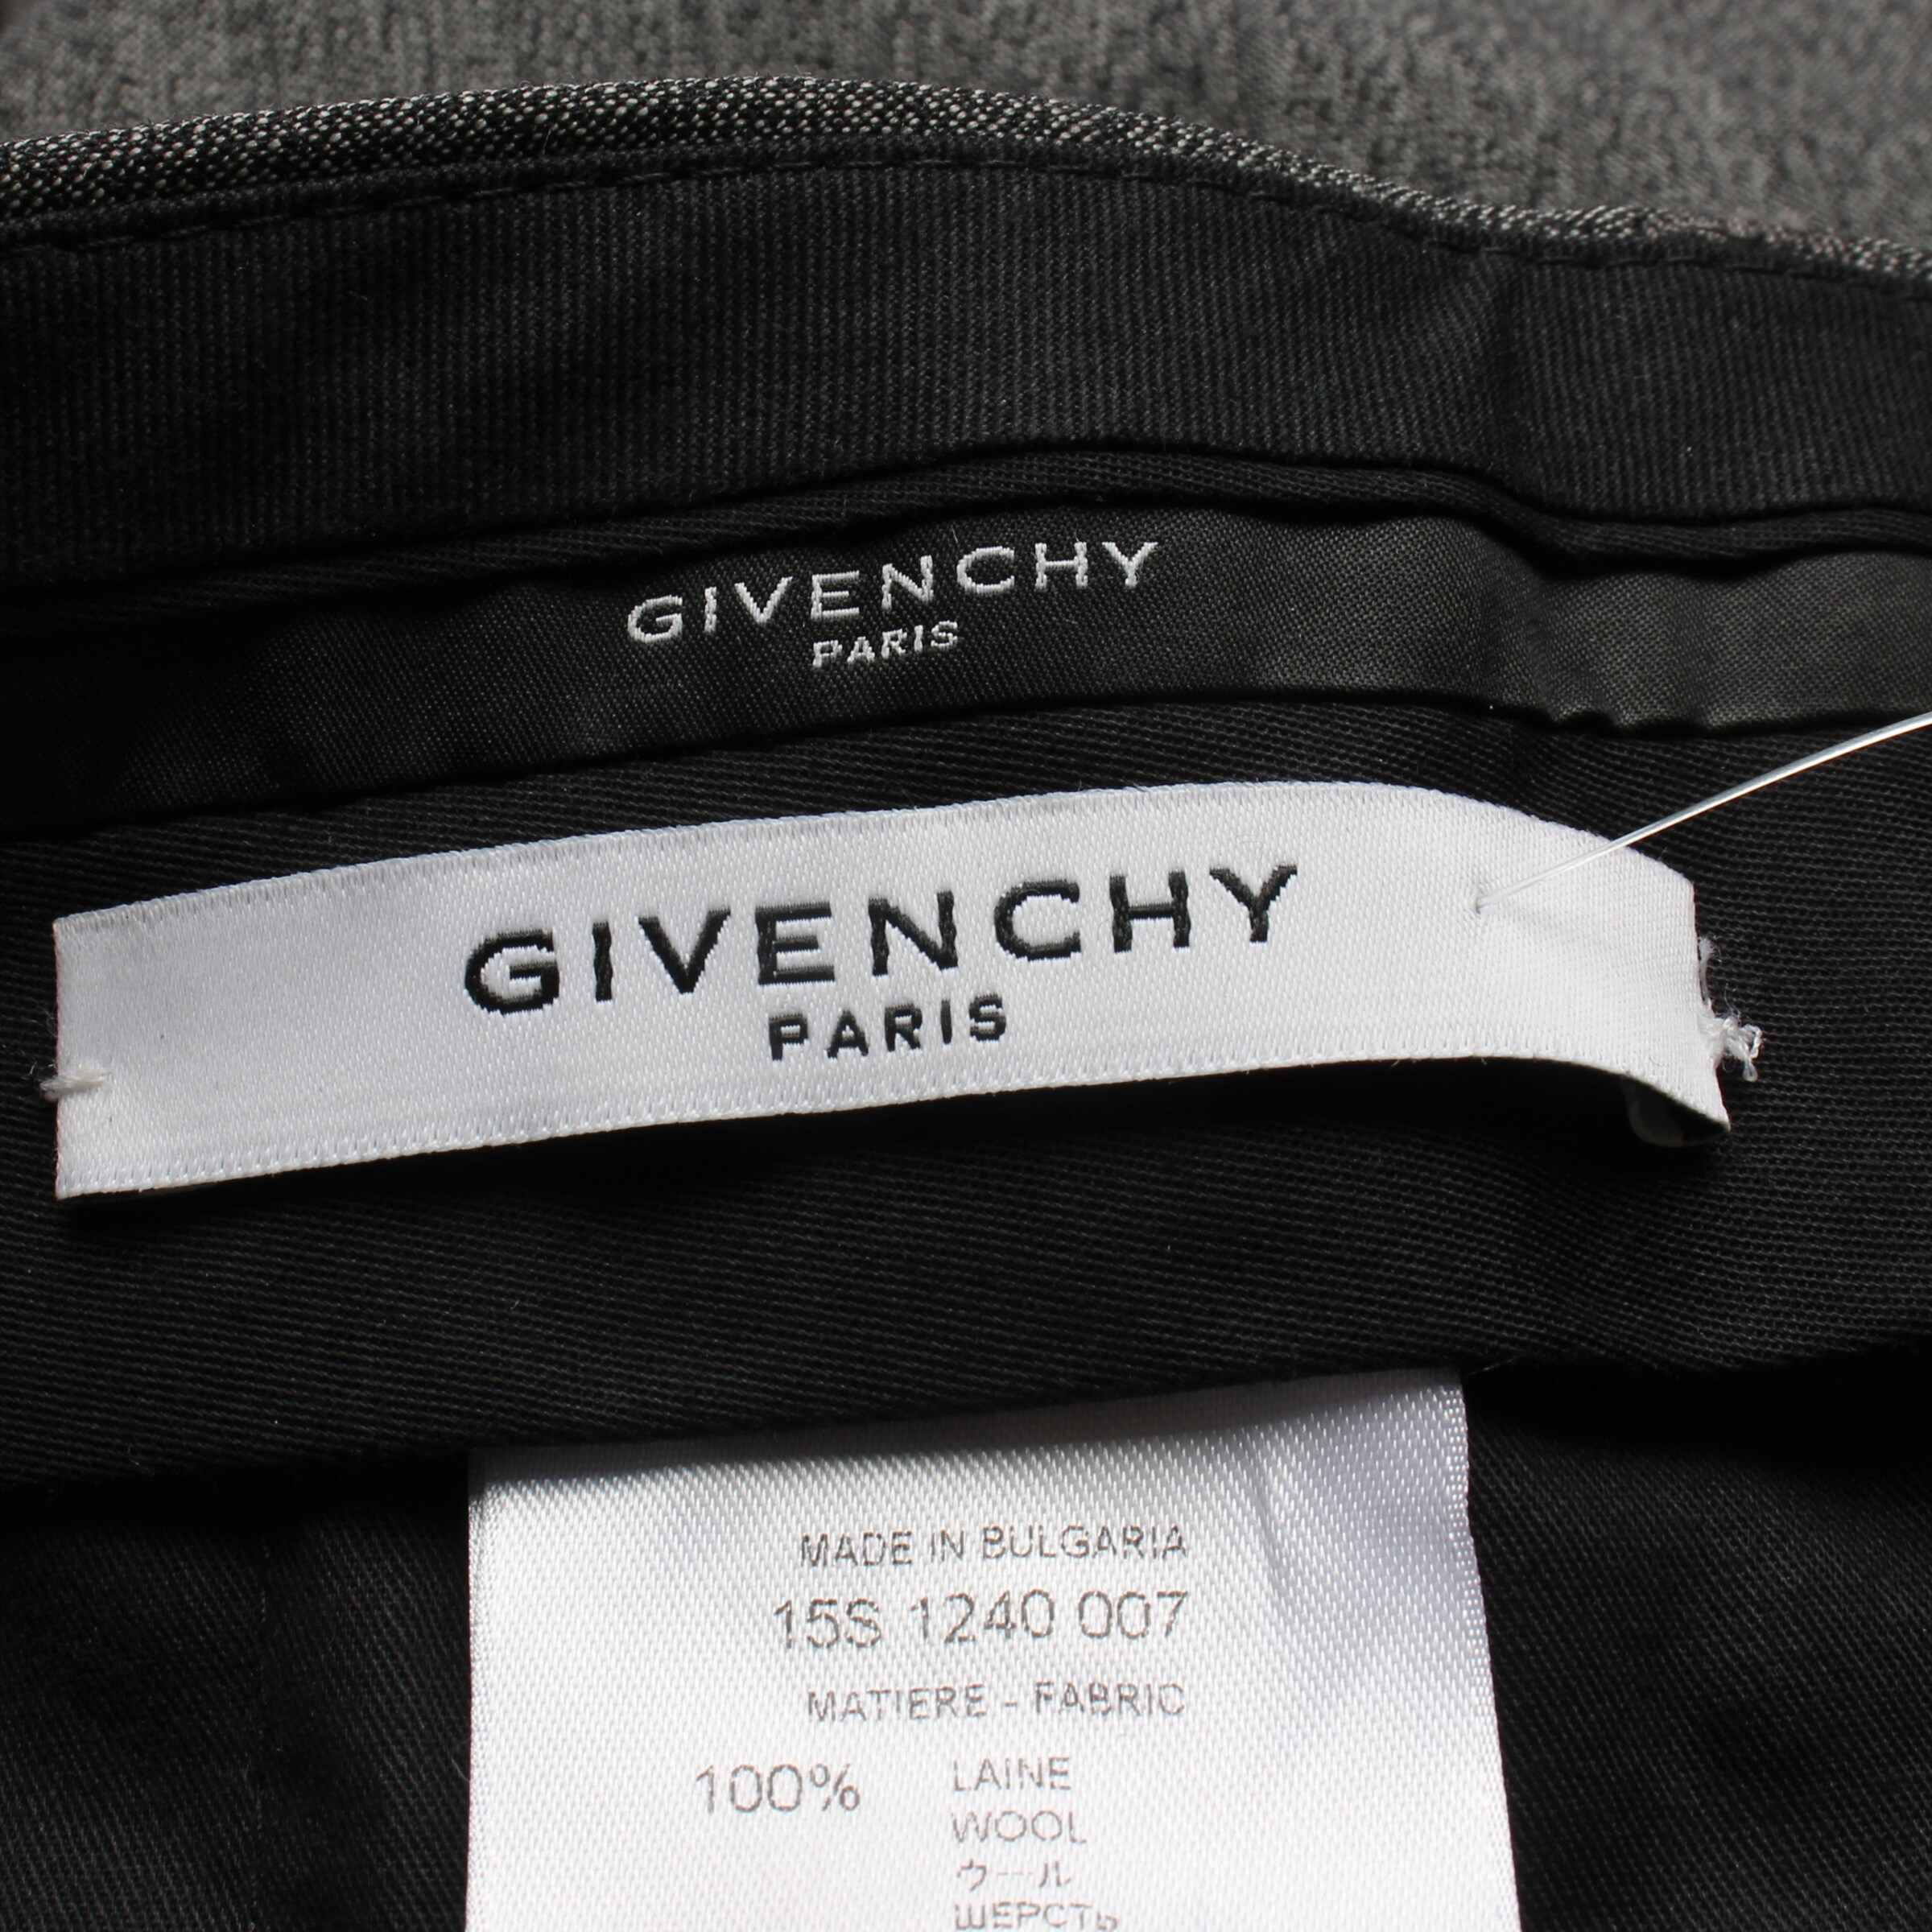 GIVENCHY
PARIS
GIVENCHY
PARIS
MADE IN BULGARIA
15S 1240 007
MATIERE - FABRIC
100% LAINE
WOOL
ウール
ШЕРСТЬ